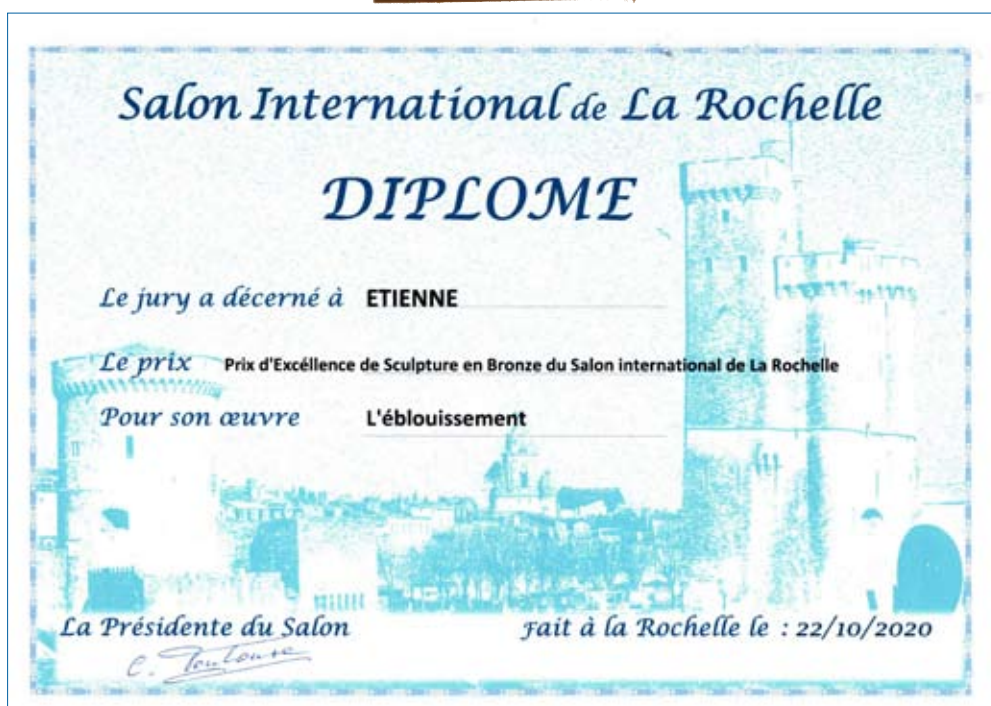 Salon International de La Rochelle
DIPLOME
Le jury a décerné à ETIENNE
Le prix Prix d'Excéllence de Sculpture en Bronze du Salon international de La Rochelle
Pour son œuvre L'éblouissement
La Présidente du Salon Fait à la Rochelle le : 22/10/2020
C. Toulouse